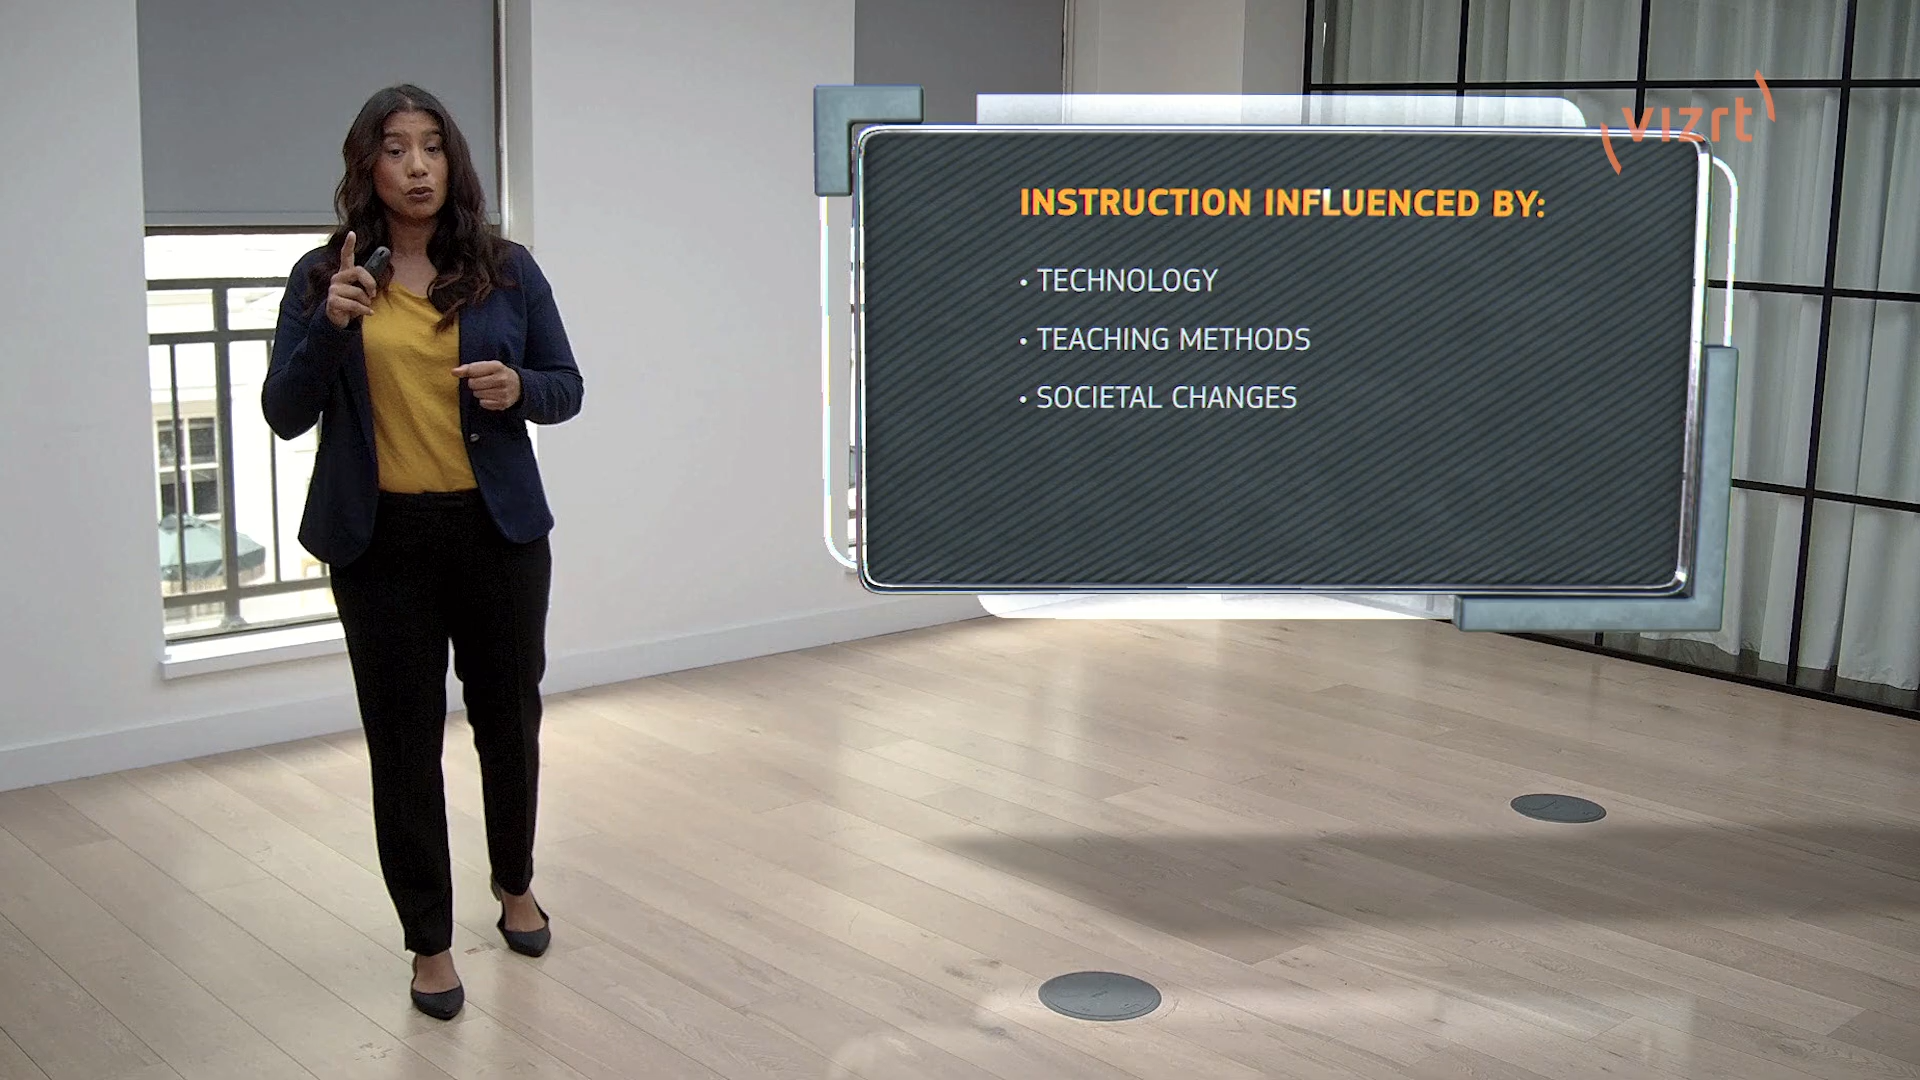 vizrt
INSTRUCTION INFLUENCED BY:
• TECHNOLOGY
• TEACHING METHODS
• SOCIETAL CHANGES